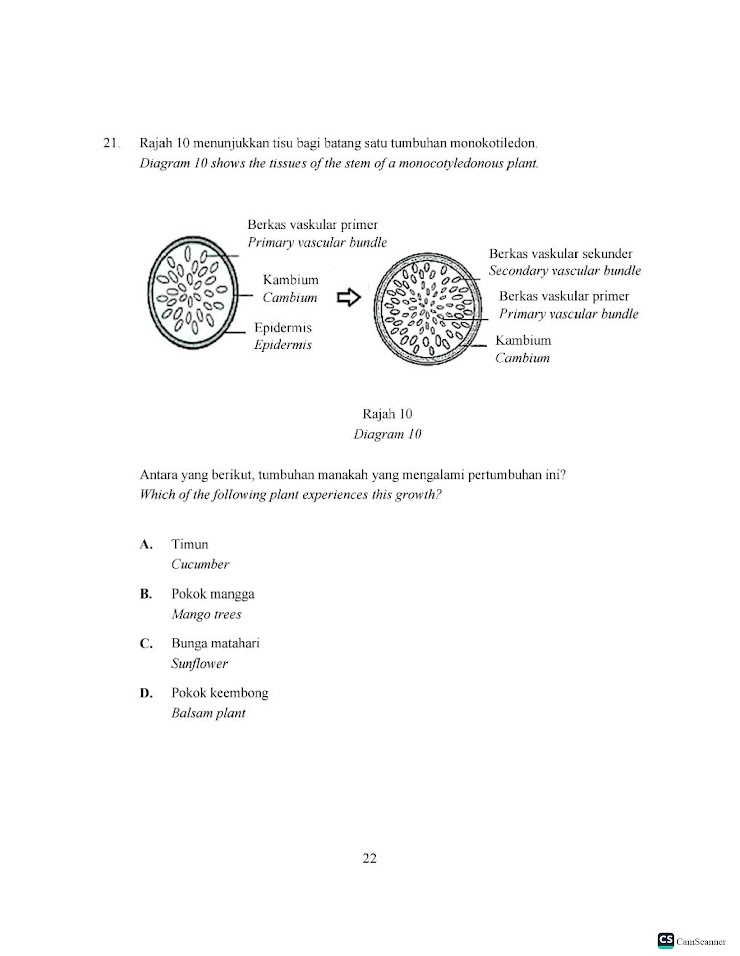 21. Rajah 10 menunjukkan tisu bagi batang satu tumbuhan monokotiledon.
Diagram 10 shows the tissues of the stem of a monocotyledonous plant.
Berkas vaskular primer
Primary vascular bundle
Kambium
Cambium
Epidermis
Epidermis
Berkas vaskular sekunder
Secondary vascular bundle
Berkas vaskular primer
Primary vascular bundle
Kambium
Cambium
Rajah 10
Diagram 10
Antara yang berikut, tumbuhan manakah yang mengalami pertumbuhan ini?
Which of the following plant experiences this growth?
A. Timun
Cucumber
B. Pokok mangga
Mango trees
C. Bunga matahari
Sunflower
D. Pokok keembong
Balsam plant
22
CS CamScanner